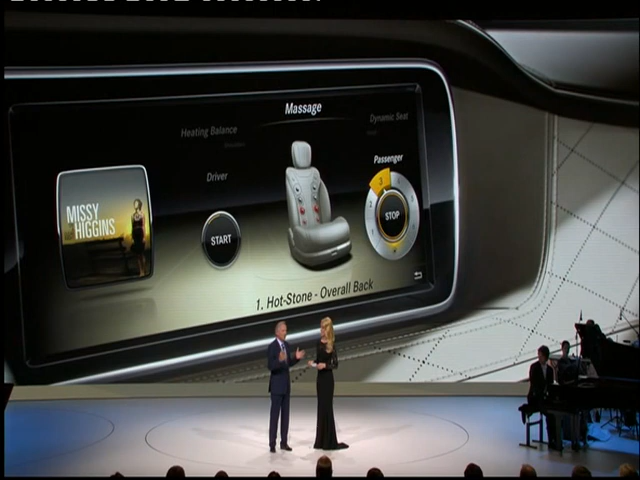 Massage
Heating Balance
Dynamic Seat
Driver
Passenger
MISSY
HIGGINS
START
3
STOP
1. Hot-Stone - Overall Back